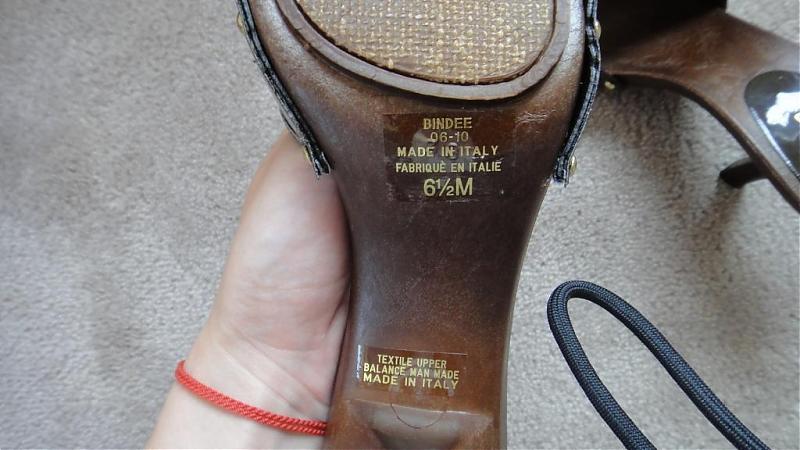 BINDEE
06-10
MADE IN ITALY
FABRIQUÉ EN ITALIE
6½M
TEXTILE UPPER
BALANCE MAN MADE
MADE IN ITALY